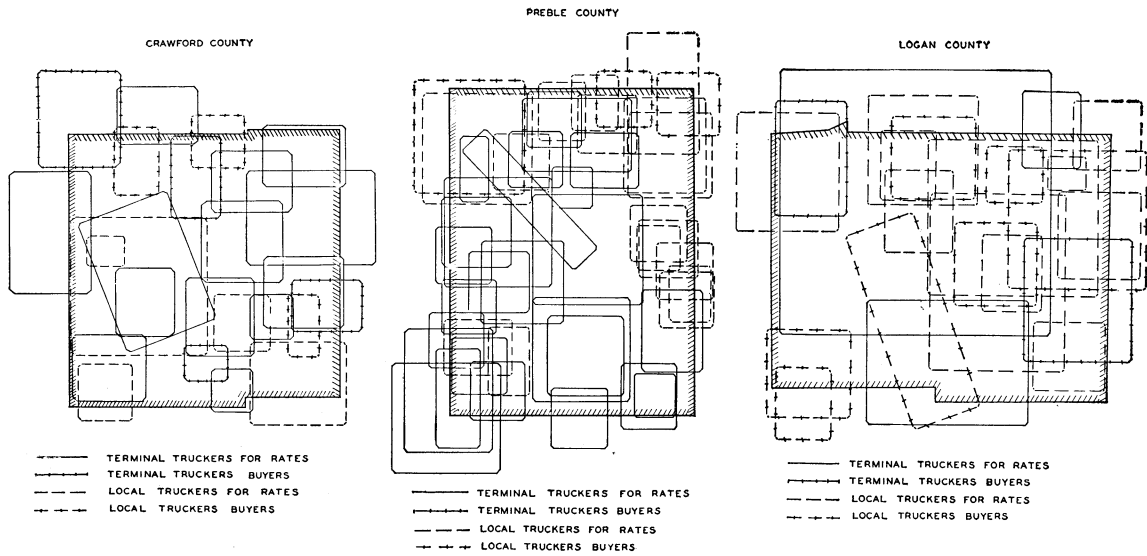 PREBLE COUNTY
CRAWFORD COUNTY
LOGAN COUNTY
TERMINAL TRUCKERS FOR RATES
TERMINAL TRUCKERS BUYERS
LOCAL TRUCKERS FOR RATES
LOCAL TRUCKERS BUYERS
TERMINAL TRUCKERS FOR RATES
TERMINAL TRUCKERS BUYERS
LOCAL TRUCKERS FOR RATES
LOCAL TRUCKERS BUYERS
TERMINAL TRUCKERS FOR RATES
TERMINAL TRUCKERS BUYERS
LOCAL TRUCKERS FOR RATES
LOCAL TRUCKERS BUYERS